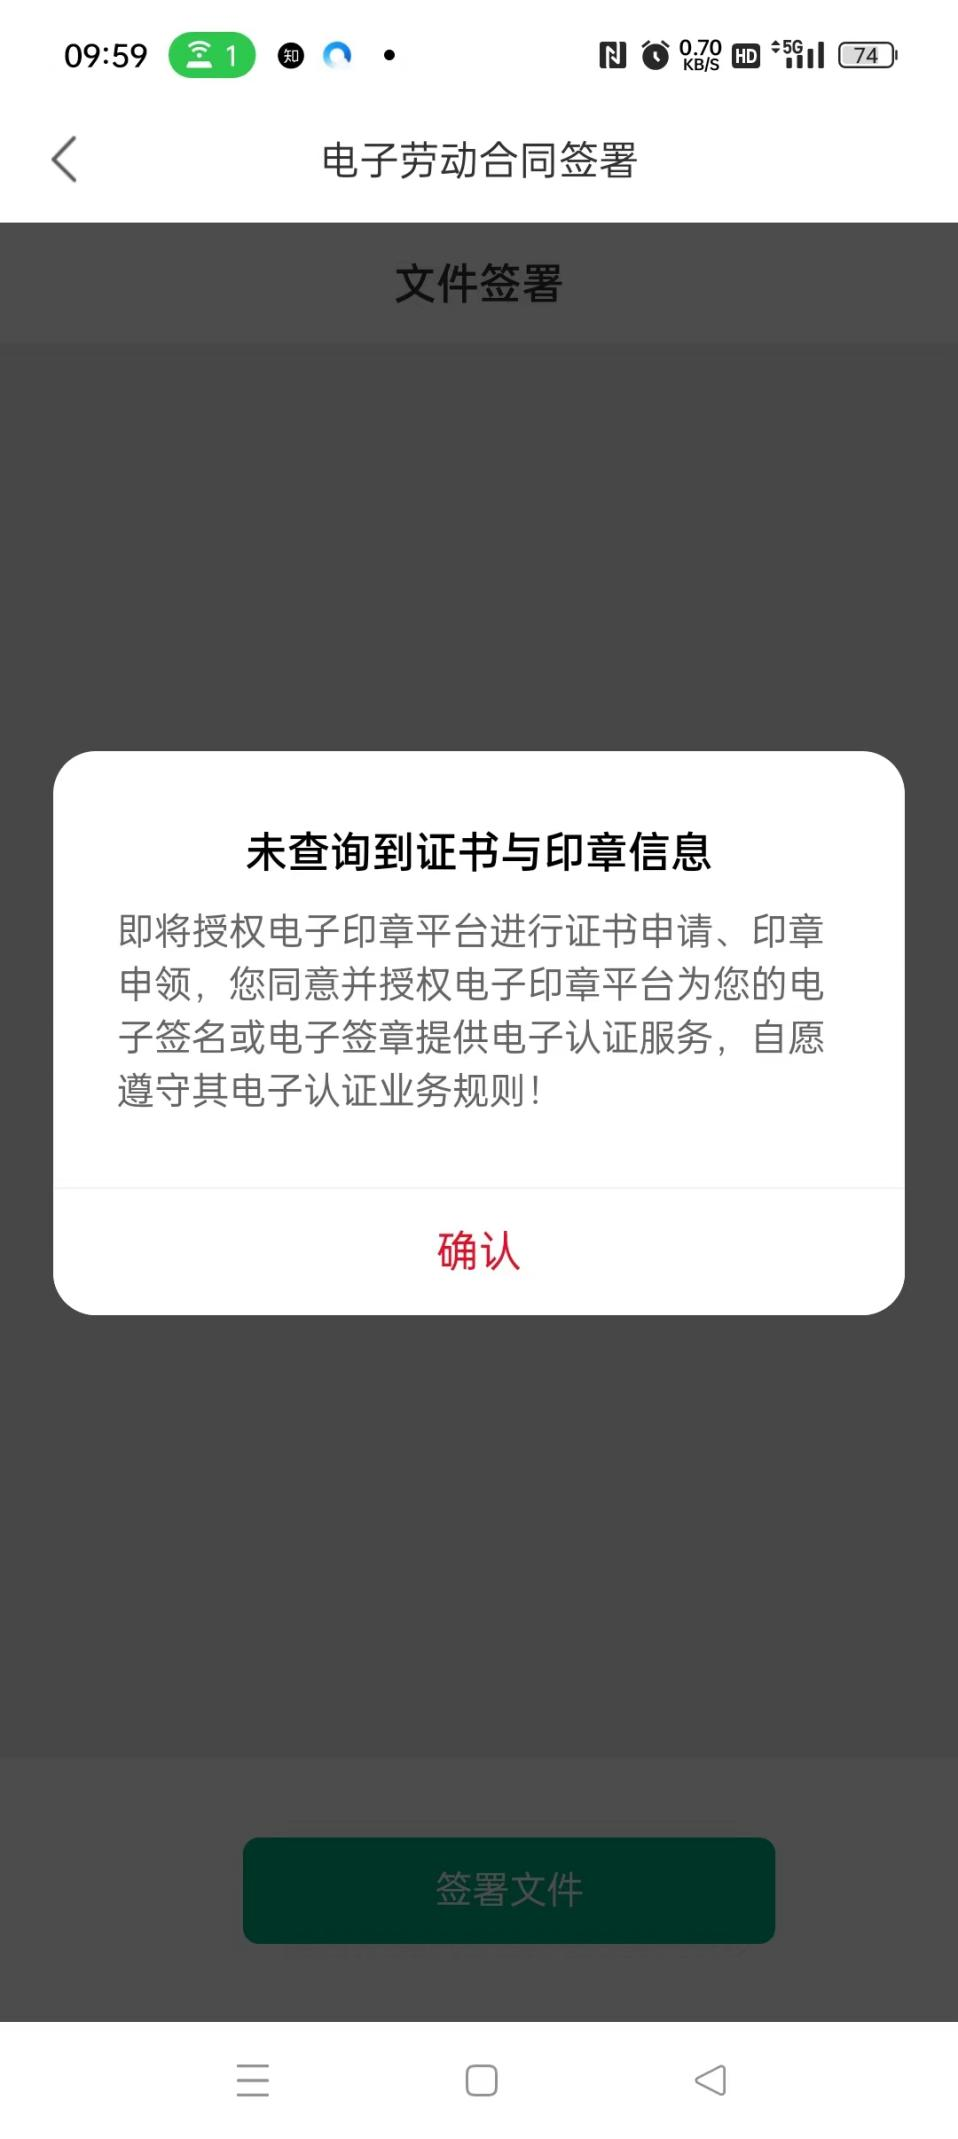 09:59 1 知 0.70 KB/S HD 5G 74
电子劳动合同签署
文件签署
未查询到证书与印章信息
即将授权电子印章平台进行证书申请、印章
申领，您同意并授权电子印章平台为您的电
子签名或电子签章提供电子认证服务，自愿
遵守其电子认证业务规则！
确认
签署文件